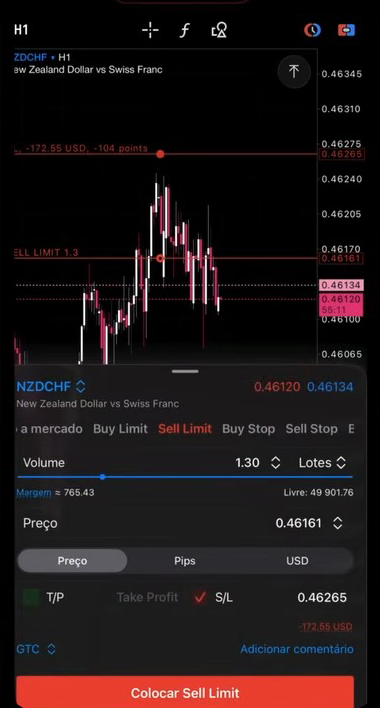 H1
ZDCHF • H1
ew Zealand Dollar vs Swiss Franc
0.46345
0.46310
0.46275
L, -172.55 USD, -104 points
0.46265
0.46240
0.46205
0.46170
ELL LIMIT 1.3
0.46161
0.46134
0.46120
55:11
0.46100
0.46065
NZDCHF 0.46120 0.46134
New Zealand Dollar vs Swiss Franc
o a mercado Buy Limit Sell Limit Buy Stop Sell Stop B
Volume 1.30 Lotes
Margem ≈ 765.43 Livre: 49 901.76
Preço 0.46161
Preço Pips USD
T/P Take Profit S/L 0.46265
-172.55 USD
GTC Adicionar comentário
Colocar Sell Limit